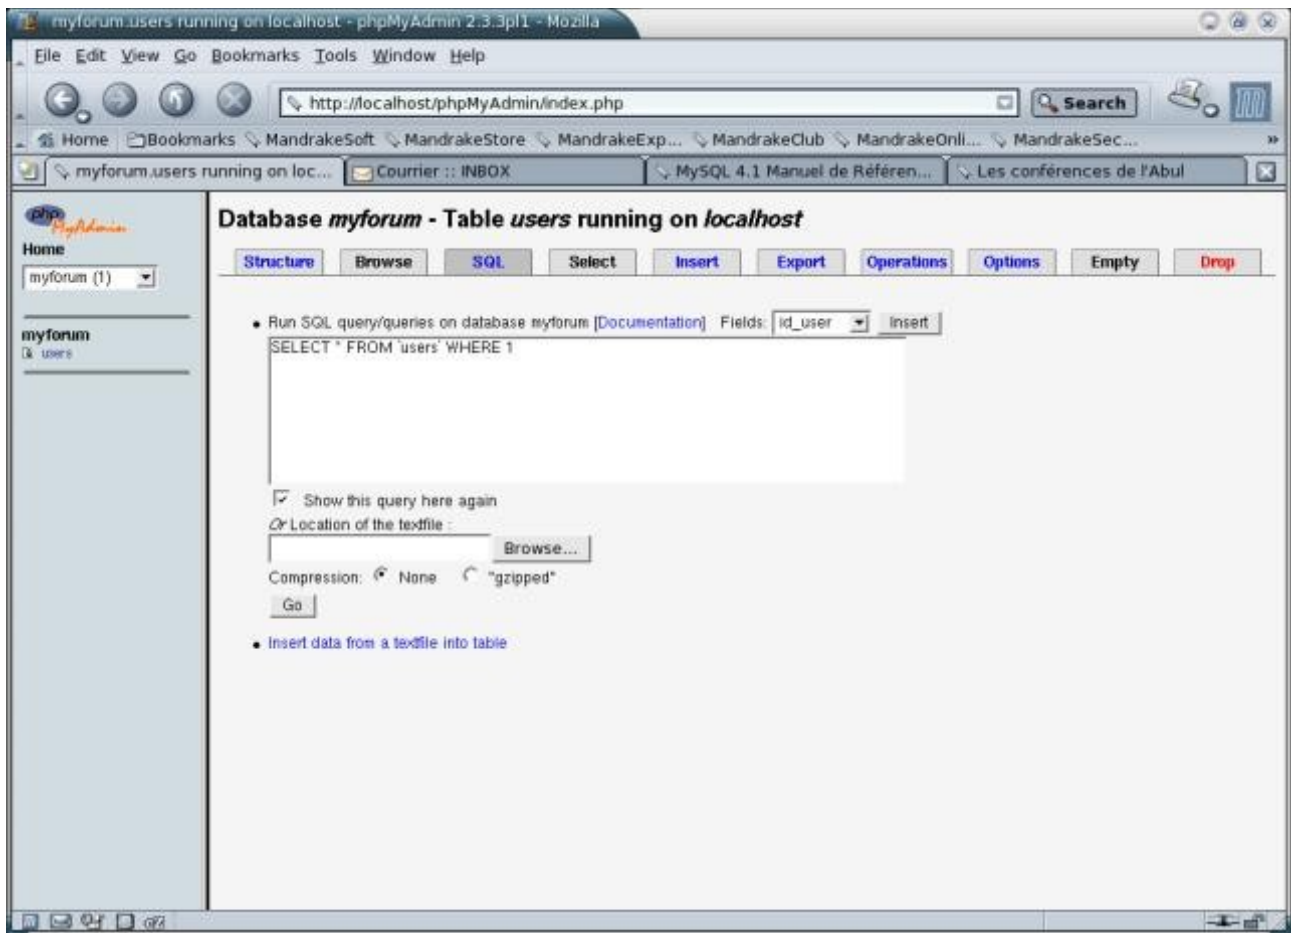 myforum.users running on localhost - phpMyAdmin 2.3.3pl1 - Mozilla
File Edit View Go Bookmarks Tools Window Help
http://localhost/phpMyAdmin/index.php Search
Home Bookmarks MandrakeSoft MandrakeStore MandrakeExp... MandrakeClub MandrakeOnli... MandrakeSec...
myforum.users running on loc... Courrier :: INBOX MySQL 4.1 Manuel de Référen... Les conférences de l'Abul
php MyAdmin
Home
myforum (1)
myforum
users
Database myforum - Table users running on localhost
Structure Browse SQL Select Insert Export Operations Options Empty Drop
Run SQL query/queries on database myforum [Documentation] Fields: id_user Insert
SELECT * FROM `users` WHERE 1
Show this query here again
Or Location of the textfile :
Browse...
Compression: None "gzipped"
Go
Insert data from a textfile into table